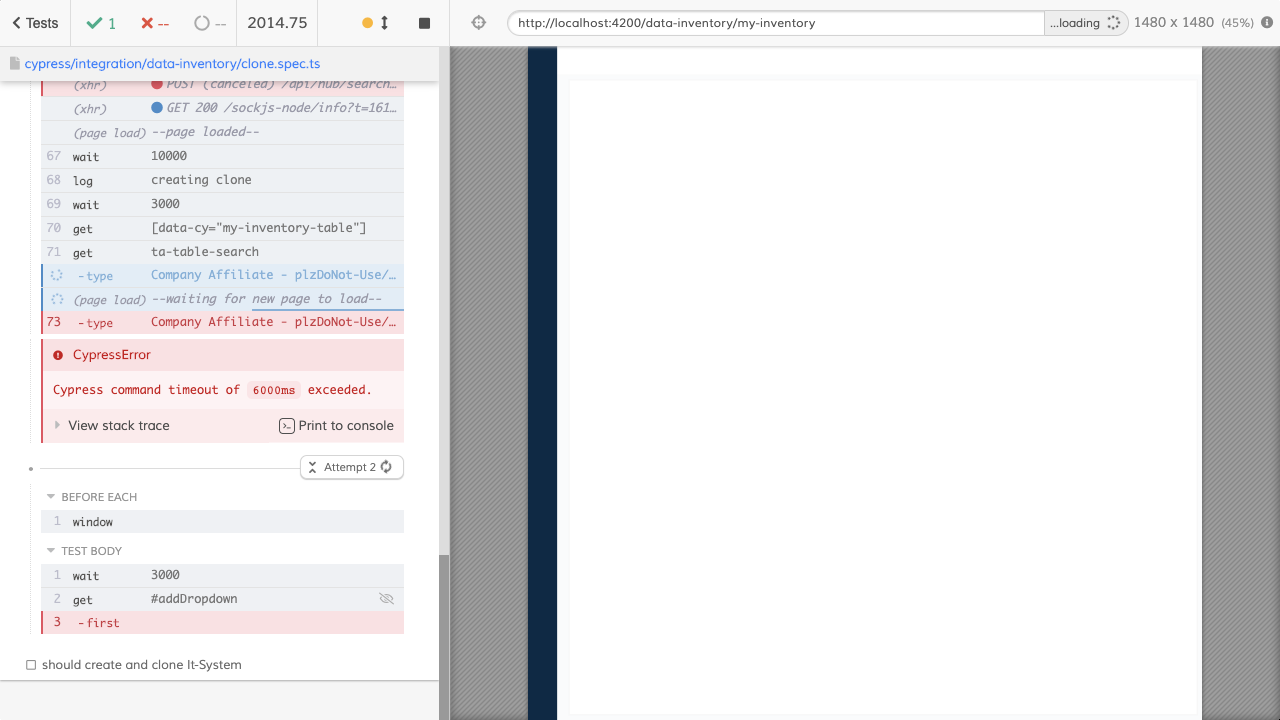 Tests 1 -- -- 2014.75
http://localhost:4200/data-inventory/my-inventory ...loading 1480 x 1480 (45%)
cypress/integration/data-inventory/clone.spec.ts
(xhr) POST (canceled) /api/hub/search…
(xhr) GET 200 /sockjs-node/info?t=161…
(page load) --page loaded--
67 wait 10000
68 log creating clone
69 wait 3000
70 get [data-cy="my-inventory-table"]
71 get ta-table-search
-type Company Affiliate - plzDoNot-Use/…
(page load) --waiting for new page to load--
73 -type Company Affiliate - plzDoNot-Use/…
CypressError
Cypress command timeout of 6000ms exceeded.
View stack trace Print to console
Attempt 2
BEFORE EACH
1 window
TEST BODY
1 wait 3000
2 get #addDropdown
3 -first
should create and clone It-System